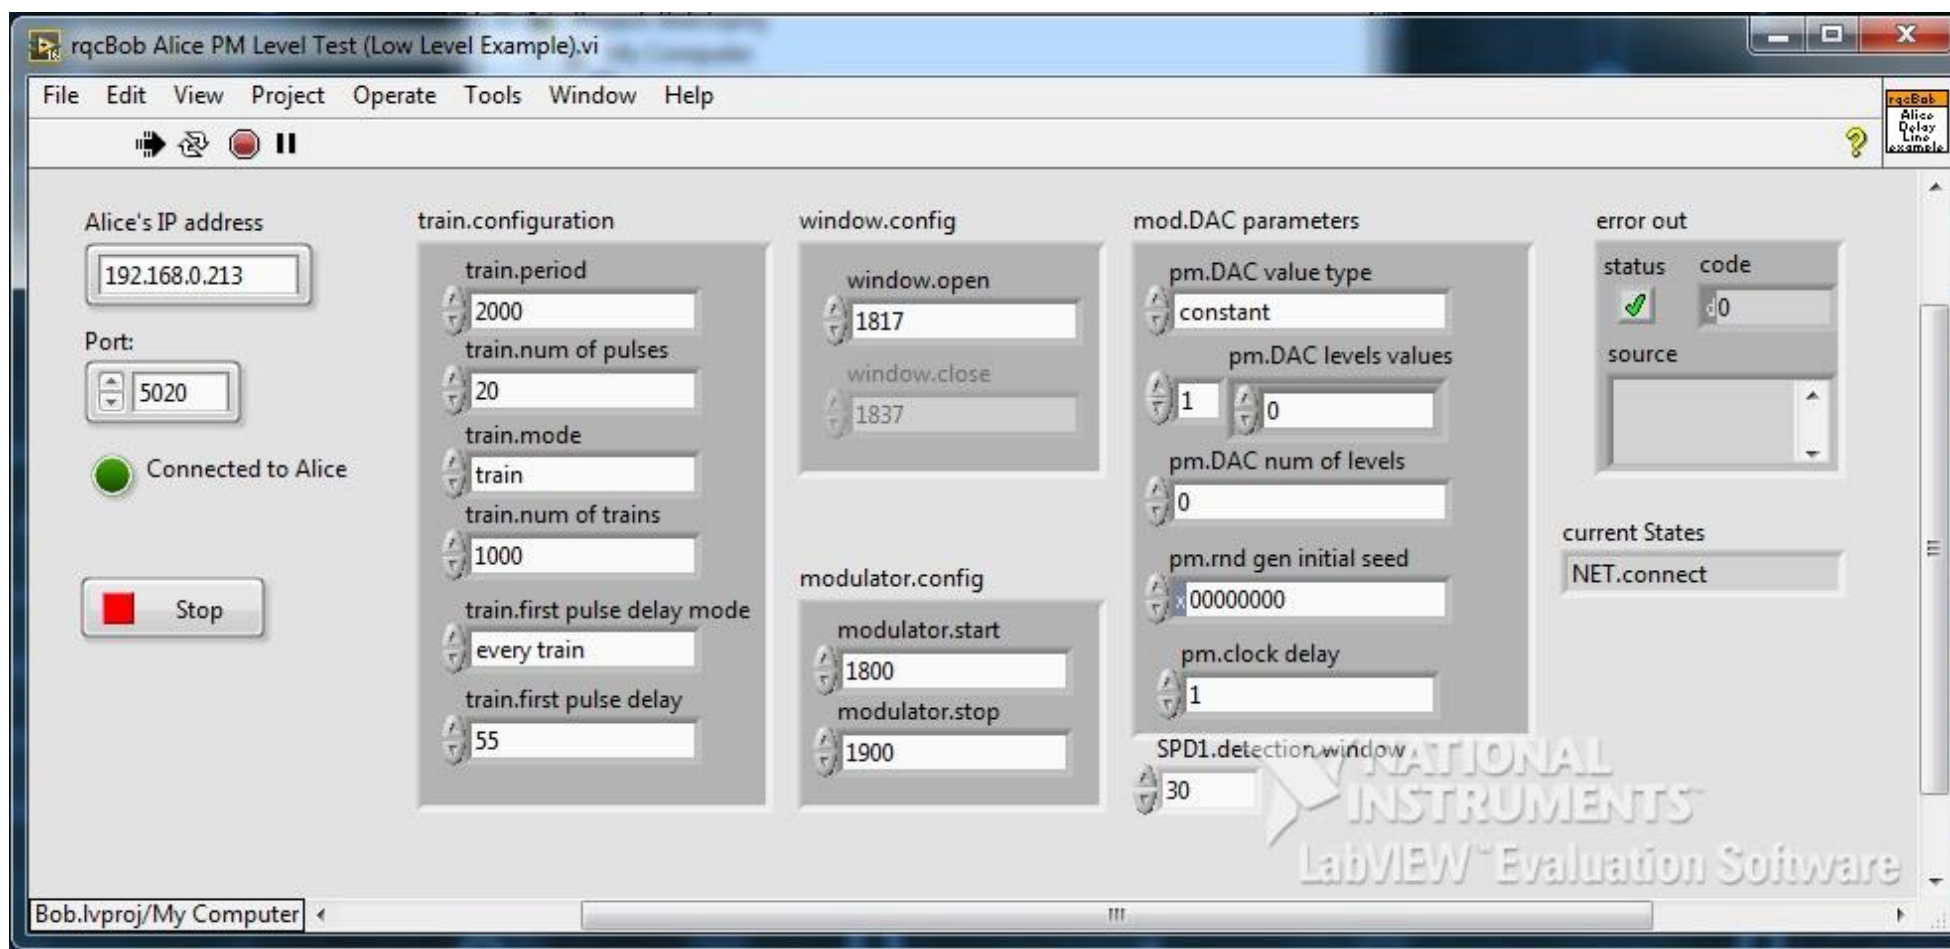 rqcBob Alice PM Level Test (Low Level Example).vi
File Edit View Project Operate Tools Window Help
rqcBob
Alice
Delay
Line
example
Alice's IP address
192.168.0.213
Port:
5020
Connected to Alice
Stop
train.configuration
train.period
2000
train.num of pulses
20
train.mode
train
train.num of trains
1000
train.first pulse delay mode
every train
train.first pulse delay
55
window.config
window.open
1817
window.close
1837
modulator.config
modulator.start
1800
modulator.stop
1900
mod.DAC parameters
pm.DAC value type
constant
pm.DAC levels values
1
0
pm.DAC num of levels
0
pm.rnd gen initial seed
x 00000000
pm.clock delay
1
SPD1.detection window
30
error out
status code
d 0
source
current States
NET.connect
NATIONAL
INSTRUMENTS™
LabVIEW™ Evaluation Software
Bob.lvproj/My Computer